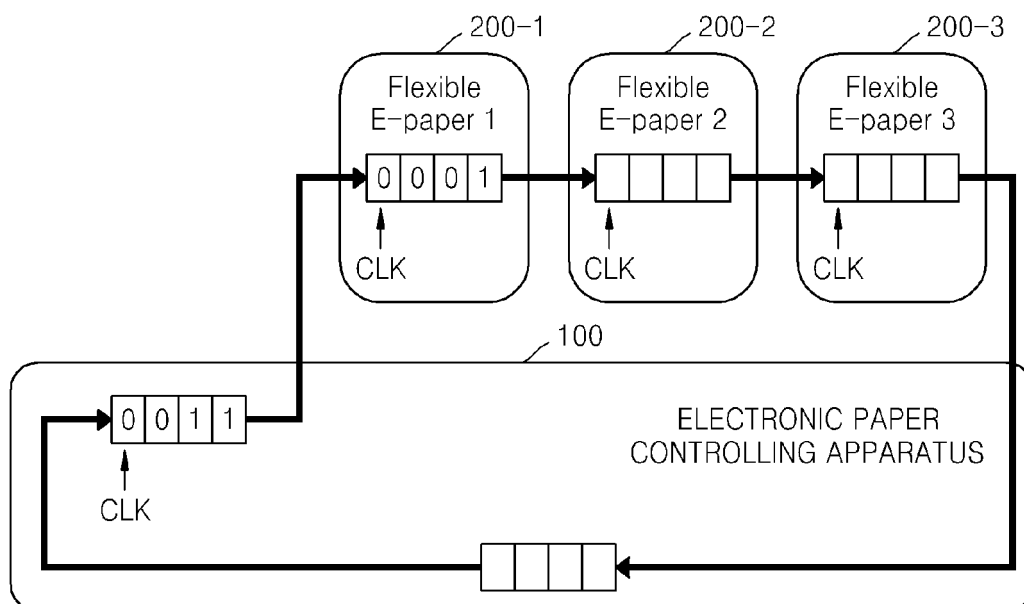 200-1
200-2
200-3
Flexible
E-paper 1
Flexible
E-paper 2
Flexible
E-paper 3
0 0 0 1
CLK
CLK
CLK
100
0 0 1 1
ELECTRONIC PAPER
CONTROLLING APPARATUS
CLK